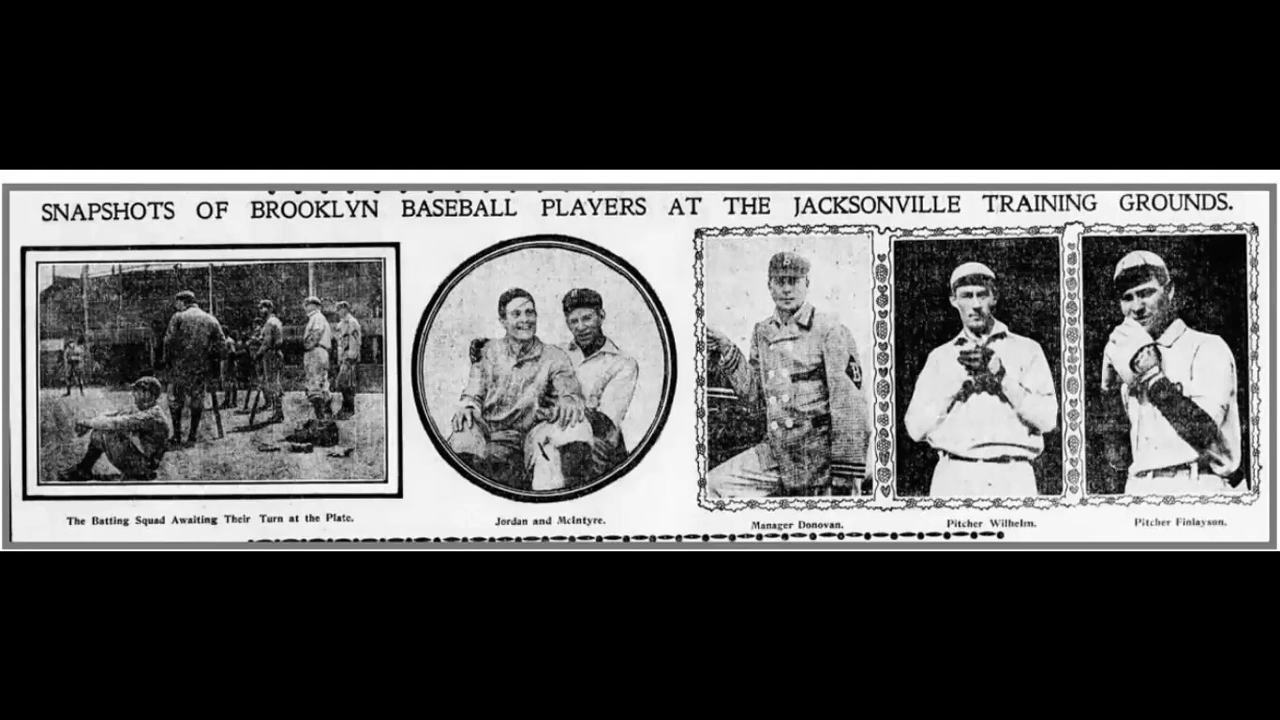 SNAPSHOTS OF BROOKLYN BASEBALL PLAYERS AT THE JACKSONVILLE TRAINING GROUNDS.
The Batting Squad Awaiting Their Turn at the Plate.
Jordan and McIntyre.
Manager Donovan.
Pitcher Wilhelm.
Pitcher Finlayson.